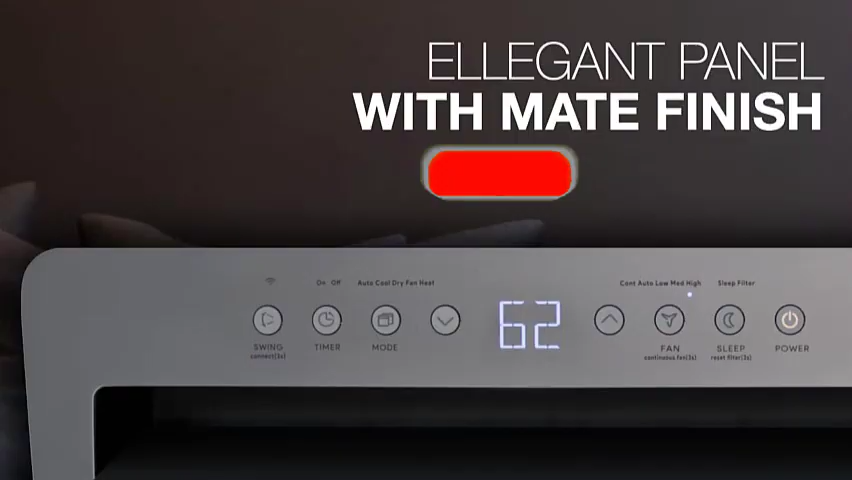 ELLEGANT PANEL
WITH MATE FINISH
On Off Auto Cool Dry Fan Heat Cont Auto Low Med High Sleep Filter
62
SWING TIMER MODE FAN SLEEP POWER
connect(3s) continuous fan(3s) reset filter(3s)